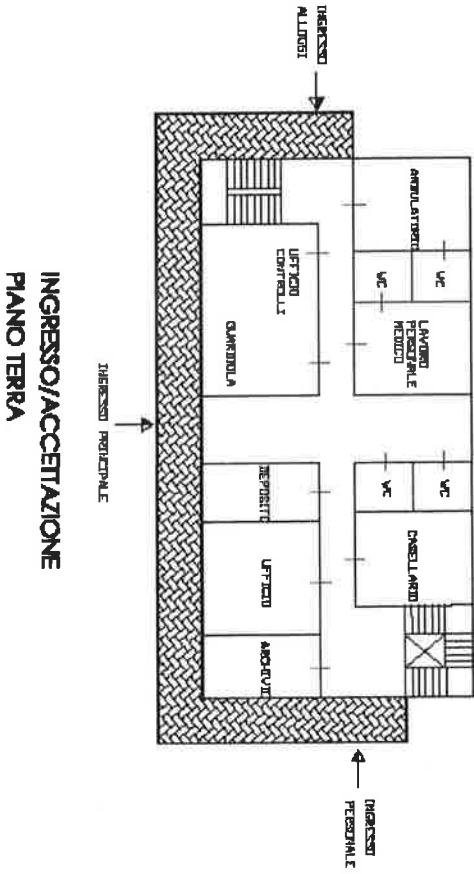 INGRESSO
ALLOGGI
AMBULATORIO
WC
WC
LAVORO
PERSONALE
MEDICO
WC
WC
CASELLARIO
UFFICIO
CONTROLLI
GUARDIOLA
DEPOSITO
UFFICIO
ARCHIVIO
INGRESSO
PERSONALE
INGRESSO PRINCIPALE
INGRESSO/ACCETTAZIONE
PIANO TERRA